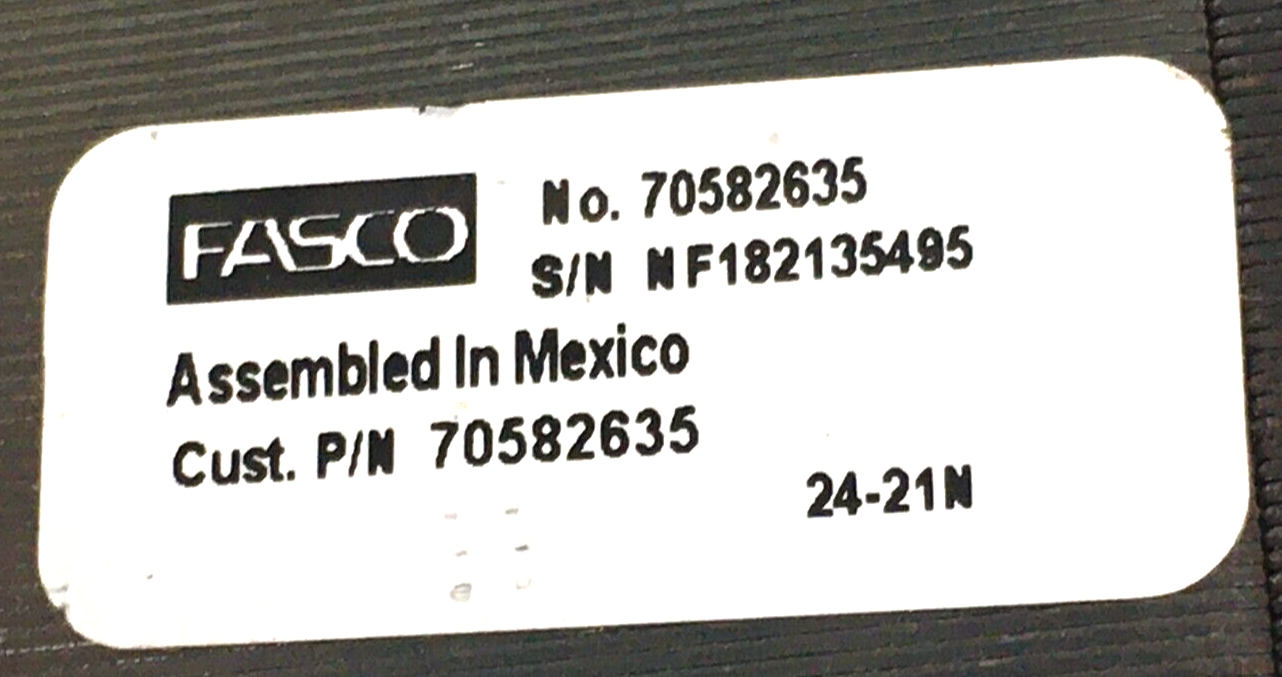 FASCO
No. 70582635
S/N NF182135495
Assembled In Mexico
Cust. P/N 70582635
24-21N